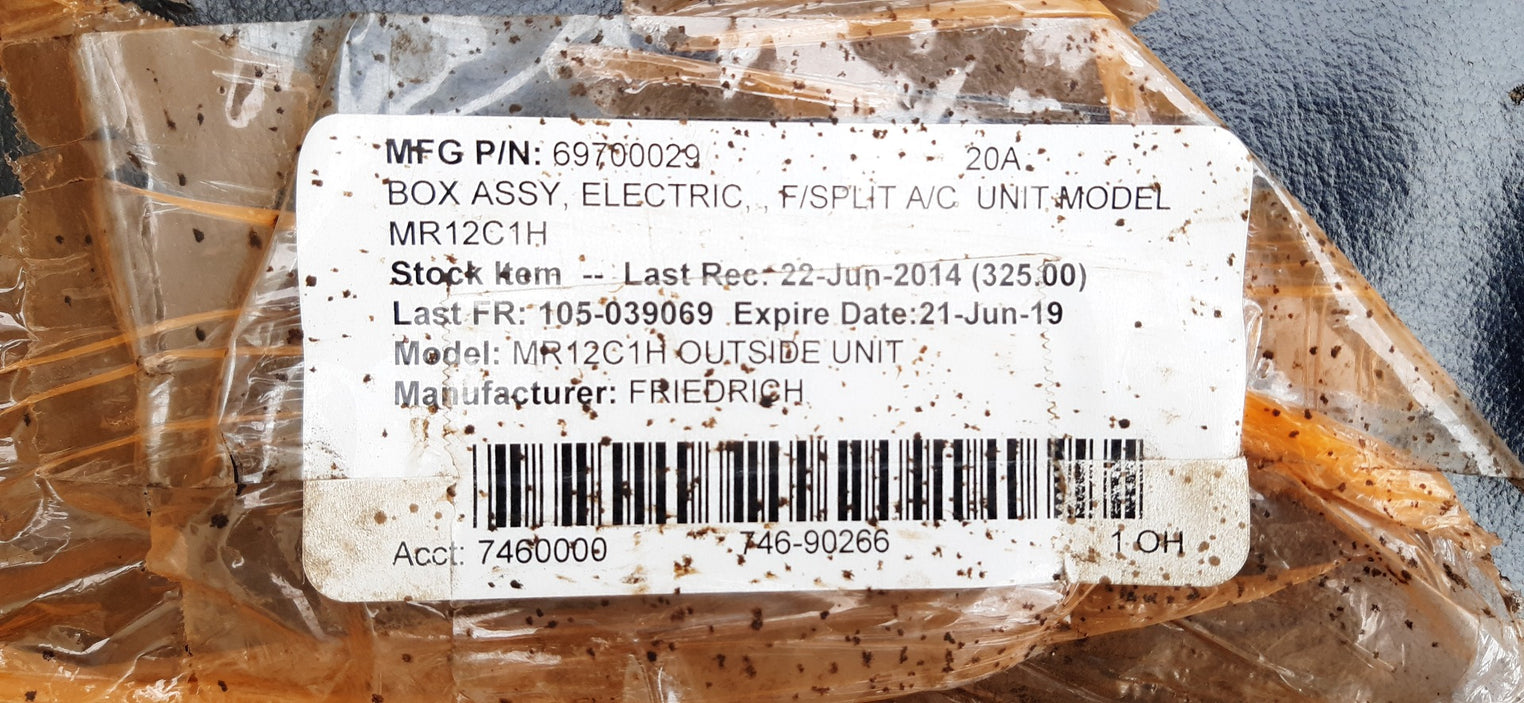 MFG P/N: 69700029 20A
BOX ASSY, ELECTRIC, , F/SPLIT A/C UNIT MODEL
MR12C1H
Stock Item -- Last Rec: 22-Jun-2014 (325.00)
Last FR: 105-039069 Expire Date:21-Jun-19
Model: MR12C1H OUTSIDE UNIT
Manufacturer: FRIEDRICH
Acct: 7460000 746-90266 1 OH